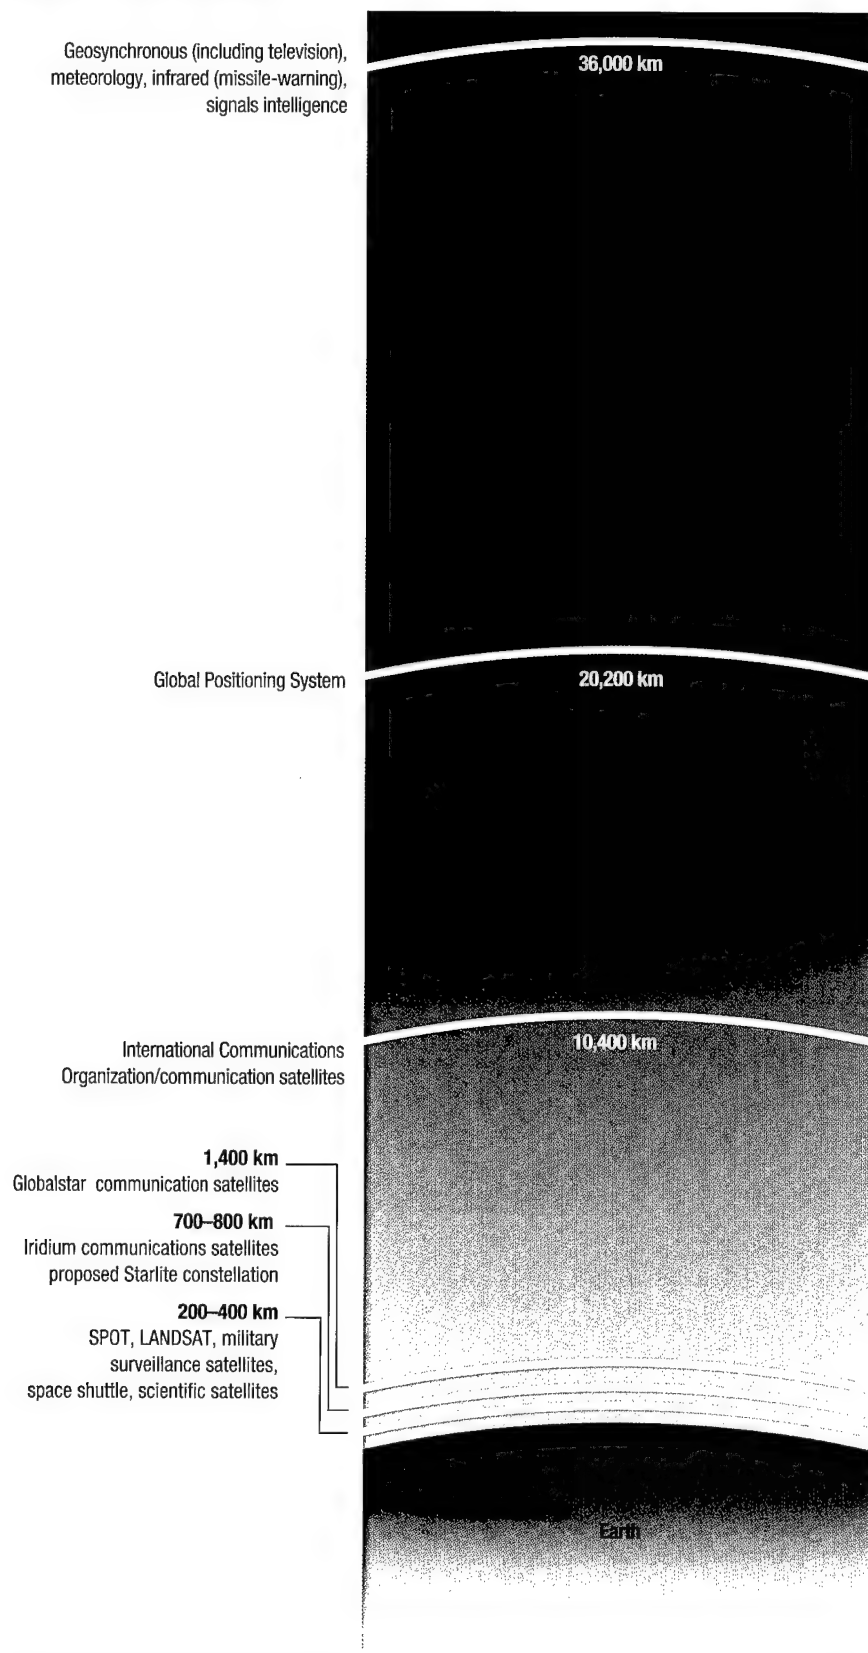 Geosynchronous (including television),
meteorology, infrared (missile-warning),
signals intelligence
36,000 km
Global Positioning System
20,200 km
International Communications
Organization/communication satellites
10,400 km
1,400 km
Globalstar communication satellites
700–800 km
Iridium communications satellites
proposed Starlite constellation
200–400 km
SPOT, LANDSAT, military
surveillance satellites,
space shuttle, scientific satellites
Earth